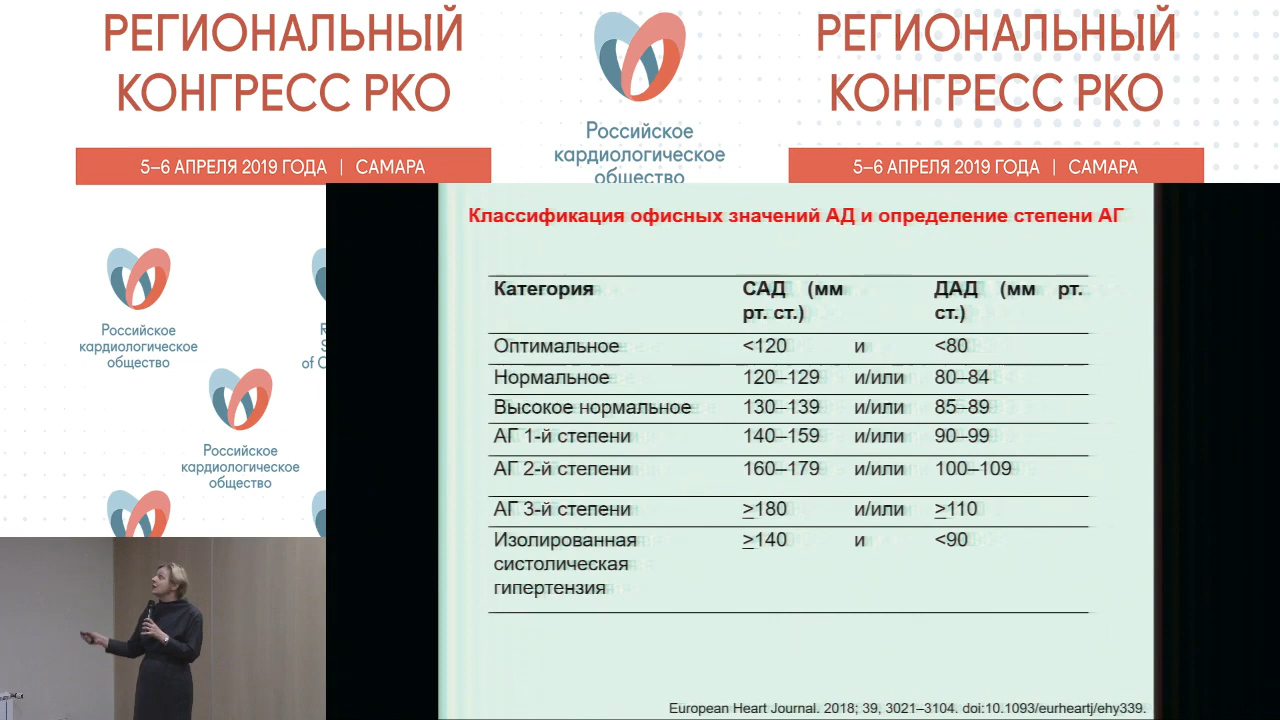 РЕГИОНАЛЬНЫЙ
КОНГРЕСС РКО
5–6 АПРЕЛЯ 2019 ГОДА | САМАРА
Российское
кардиологическое
общество
РЕГИОНАЛЬНЫЙ
КОНГРЕСС РКО
5–6 АПРЕЛЯ 2019 ГОДА | САМАРА
Российское
кардиологическое
общество
of C
Российское
кардиологическое
общество
Классификация офисных значений АД и определение степени АГ
Категория САД (мм рт. ст.) ДАД (мм рт. ст.)
Оптимальное <120 и <80
Нормальное 120–129 и/или 80–84
Высокое нормальное 130–139 и/или 85–89
АГ 1-й степени 140–159 и/или 90–99
АГ 2-й степени 160–179 и/или 100–109
АГ 3-й степени ≥180 и/или ≥110
Изолированная ≥140 и <90
систолическая
гипертензия
European Heart Journal. 2018; 39, 3021–3104. doi:10.1093/eurheartj/ehy339.